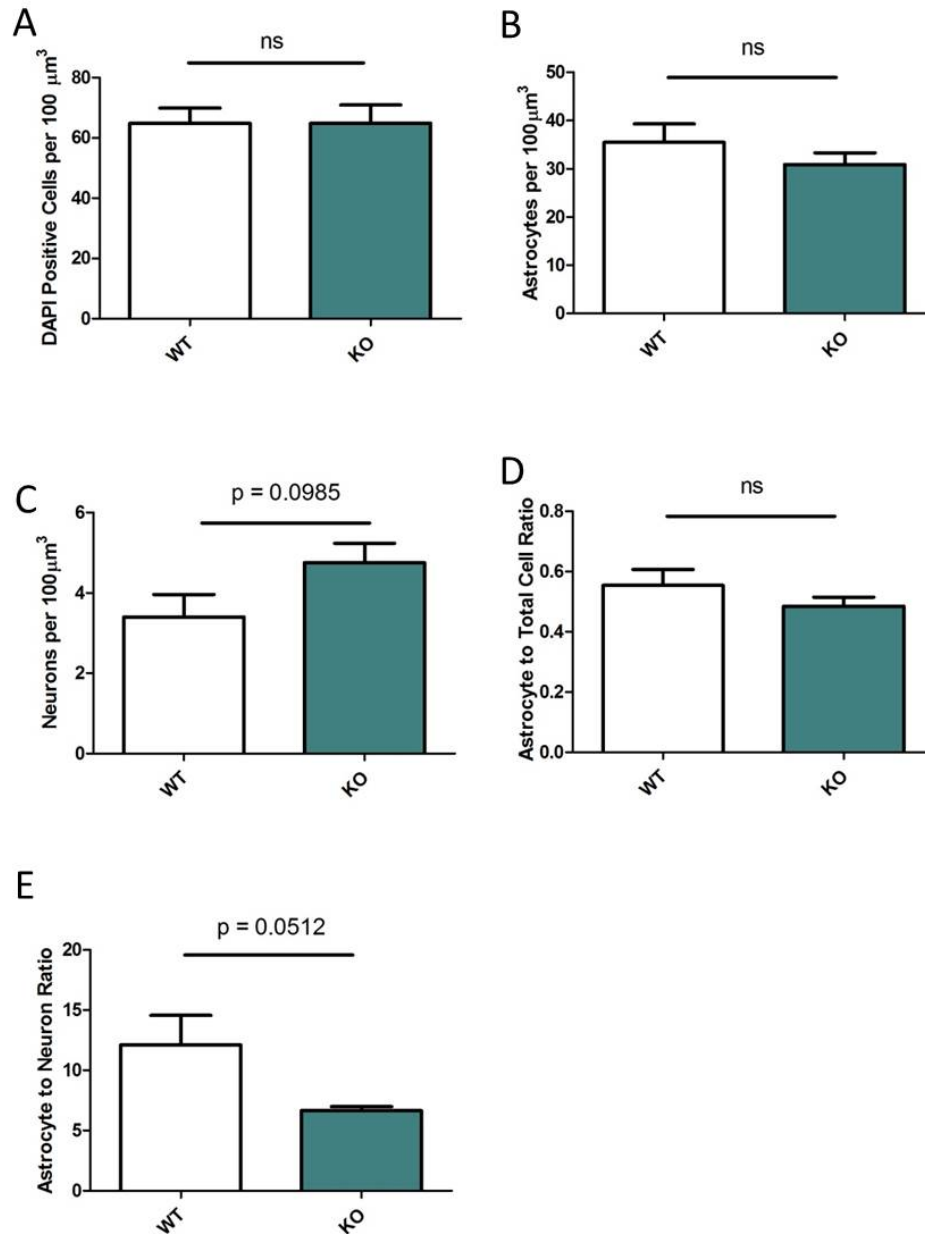 A
ns
DAPI Positive Cells per 100 μm³
80
60
40
20
0
WT
KO
B
ns
Astrocytes per 100μm³
50
40
30
20
10
0
WT
KO
C
p = 0.0985
Neurons per 100μm³
6
4
2
0
WT
KO
D
ns
Astrocyte to Total Cell Ratio
0.8
0.6
0.4
0.2
0.0
WT
KO
E
p = 0.0512
Astrocyte to Neuron Ratio
20
15
10
5
0
WT
KO